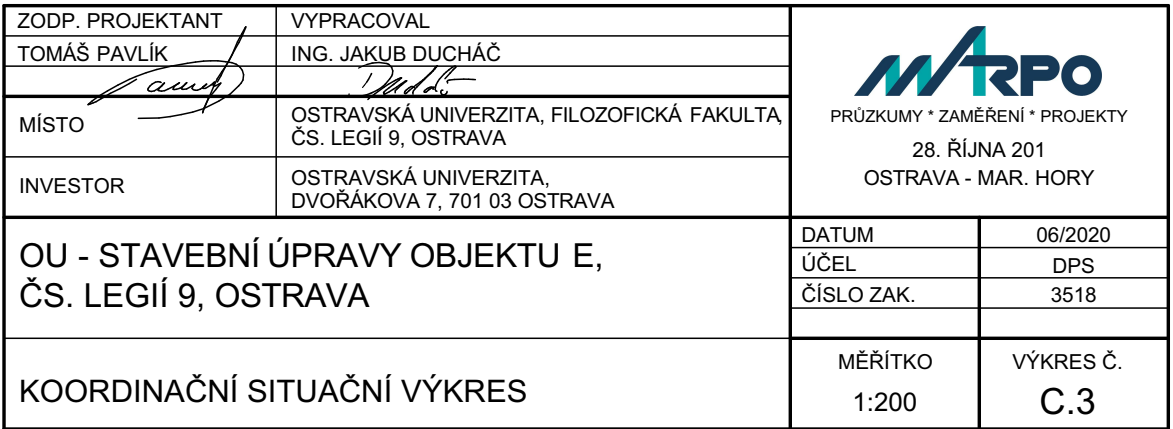 ZODP. PROJEKTANT
VYPRACOVAL
TOMÁŠ PAVLÍK
ING. JAKUB DUCHÁČ
MÍSTO
OSTRAVSKÁ UNIVERZITA, FILOZOFICKÁ FAKULTA,
ČS. LEGIÍ 9, OSTRAVA
INVESTOR
OSTRAVSKÁ UNIVERZITA,
DVOŘÁKOVA 7, 701 03 OSTRAVA
MARPO
PRŮZKUMY * ZAMĚŘENÍ * PROJEKTY
28. ŘÍJNA 201
OSTRAVA - MAR. HORY
OU - STAVEBNÍ ÚPRAVY OBJEKTU E,
ČS. LEGIÍ 9, OSTRAVA
DATUM
06/2020
ÚČEL
DPS
ČÍSLO ZAK.
3518
KOORDINAČNÍ SITUAČNÍ VÝKRES
MĚŘÍTKO
1:200
VÝKRES Č.
C.3